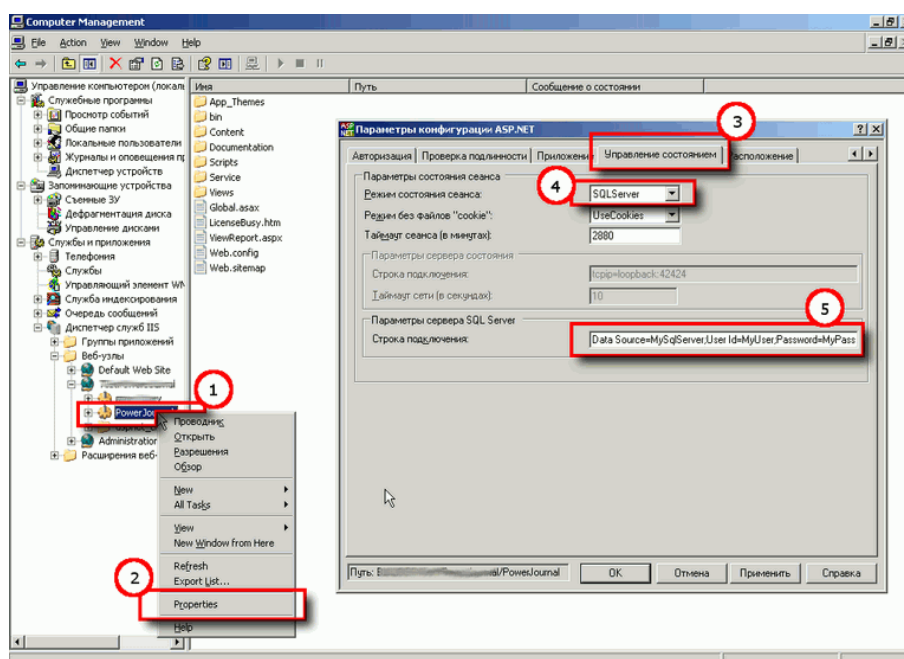 Computer Management
File Action View Window Help
Управление компьютером (локаль
Служебные программы
Просмотр событий
Общие папки
Локальные пользователи
Журналы и оповещения пр
Диспетчер устройств
Запоминающие устройства
Съемные ЗУ
Дефрагментация диска
Управление дисками
Службы и приложения
Телефония
Службы
Управляющий элемент WM
Служба индексирования
Очередь сообщений
Диспетчер служб IIS
Группы приложений
Веб-узлы
Default Web Site
PowerJournal
Administration
Расширения веб-
Имя Путь Сообщение о состоянии
App_Themes
bin
Content
Documentation
Scripts
Service
Views
Global.asax
LicenseBusy.htm
ViewReport.aspx
Web.config
Web.sitemap
1
Проводник
Открыть
Разрешения
Обзор
New
All Tasks
View
New Window from Here
Refresh
Export List...
2
Properties
Help
Параметры конфигурации ASP.NET
3
Авторизация Проверка подлинности Приложение Управление состоянием Расположение
Параметры состояния сеанса
4
Режим состояния сеанса: SQLServer
Режим без файлов "cookie": UseCookies
Таймаут сеанса (в минутах): 2880
Параметры сервера состояния
Строка подключения: tcpip=loopback:42424
Таймаут сети (в секундах): 10
5
Параметры сервера SQL Server
Строка подключения: Data Source=MySqlServer;User Id=MyUser;Password=MyPass
Путь: al/PowerJournal
OK Отмена Применить Справка